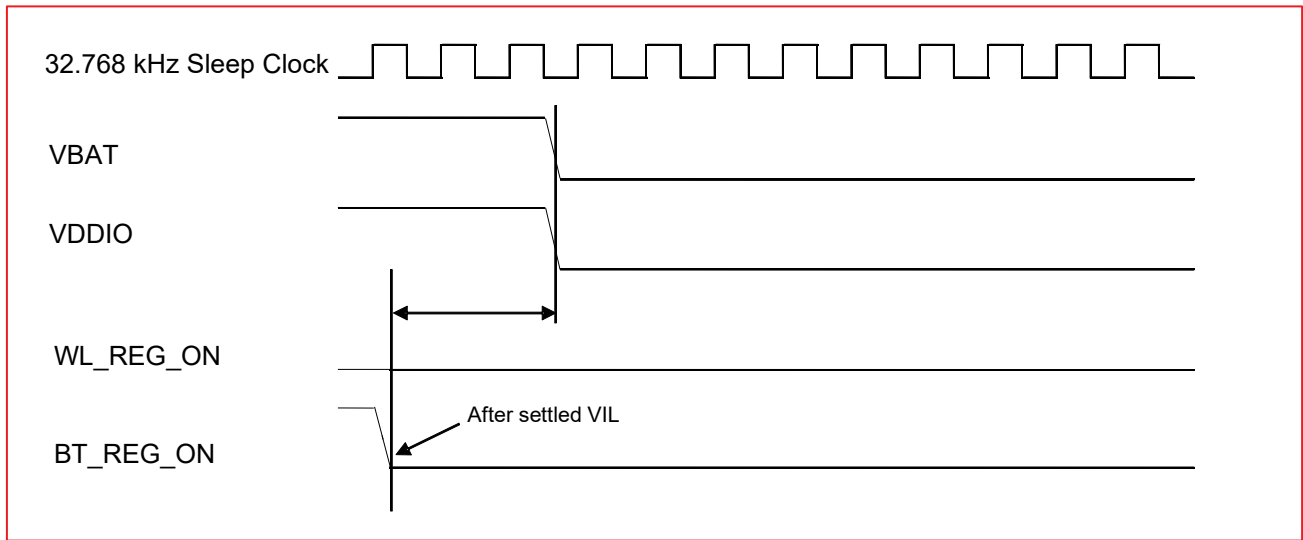 32.768 kHz Sleep Clock
VBAT
VDDIO
WL_REG_ON
After settled VIL
BT_REG_ON